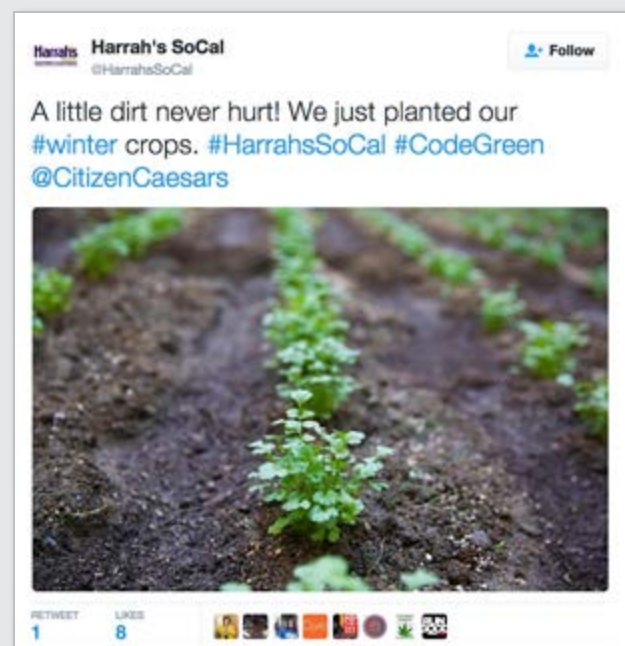 Harrahs
Harrah's SoCal
@HarrahsSoCal
Follow
A little dirt never hurt! We just planted our
#winter crops. #HarrahsSoCal #CodeGreen
@CitizenCaesars
RETWEET
LIKES
1
8